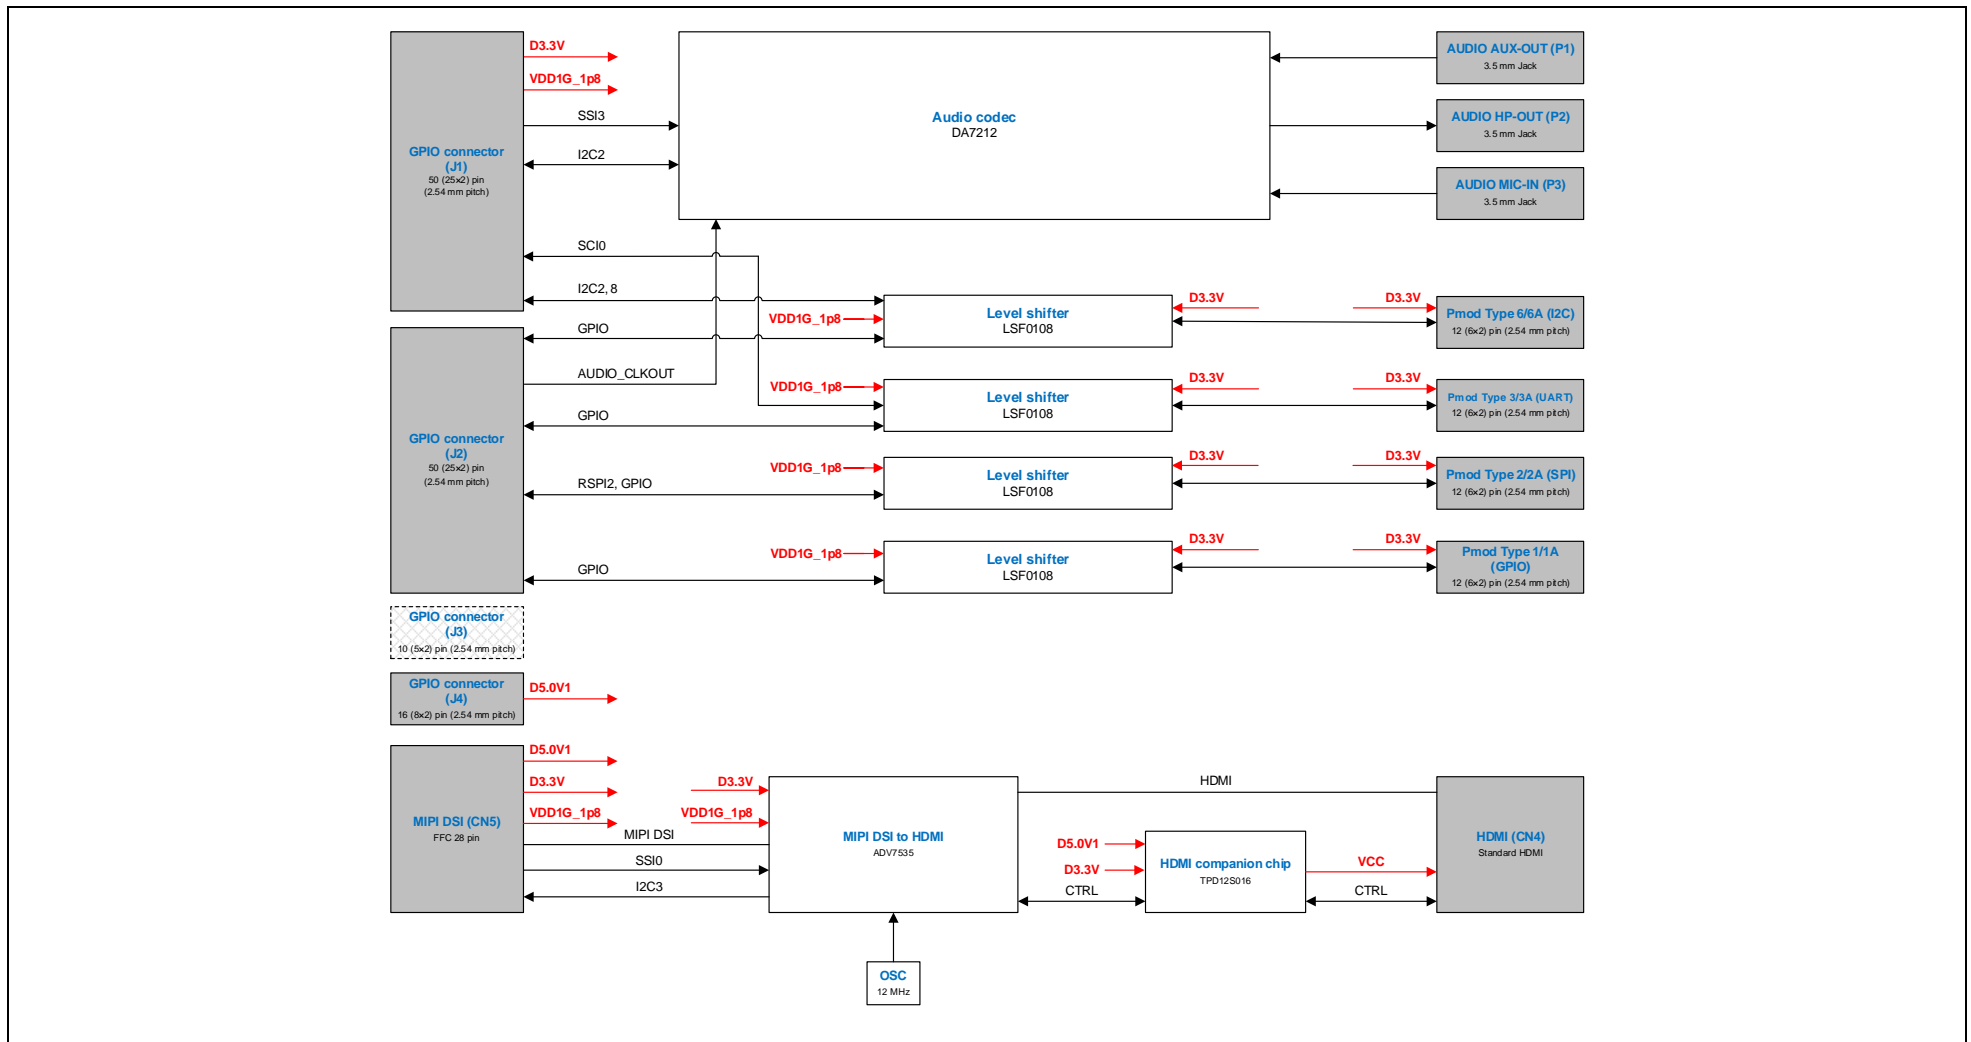 D3.3V
VDD1G_1p8
SSI3
I2C2
GPIO connector
(J1)
50 (25x2) pin
(2.54 mm pitch)
SCI0
I2C2, 8
Audio codec
DA7212
AUDIO AUX-OUT (P1)
3.5 mm Jack
AUDIO HP-OUT (P2)
3.5 mm Jack
AUDIO MIC-IN (P3)
3.5 mm Jack
GPIO
AUDIO_CLKOUT
GPIO
GPIO connector
(J2)
50 (25x2) pin
(2.54 mm pitch)
RSPI2, GPIO
GPIO
VDD1G_1p8
Level shifter
LSF0108
D3.3V
D3.3V
Pmod Type 6/6A (I2C)
12 (6x2) pin (2.54 mm pitch)
VDD1G_1p8
Level shifter
LSF0108
D3.3V
D3.3V
Pmod Type 3/3A (UART)
12 (6x2) pin (2.54 mm pitch)
VDD1G_1p8
Level shifter
LSF0108
D3.3V
D3.3V
Pmod Type 2/2A (SPI)
12 (6x2) pin (2.54 mm pitch)
VDD1G_1p8
Level shifter
LSF0108
D3.3V
D3.3V
Pmod Type 1/1A
(GPIO)
12 (6x2) pin (2.54 mm pitch)
GPIO connector
(J3)
10 (5x2) pin (2.54 mm pitch)
GPIO connector
(J4)
16 (8x2) pin (2.54 mm pitch)
D5.0V1
D5.0V1
D3.3V
VDD1G_1p8
MIPI DSI (CN5)
FFC 28 pin
MIPI DSI
SSI0
I2C3
D3.3V
VDD1G_1p8
MIPI DSI to HDMI
ADV7535
HDMI
D5.0V1
D3.3V
CTRL
HDMI companion chip
TPD12S016
VCC
CTRL
HDMI (CN4)
Standard HDMI
OSC
12 MHz